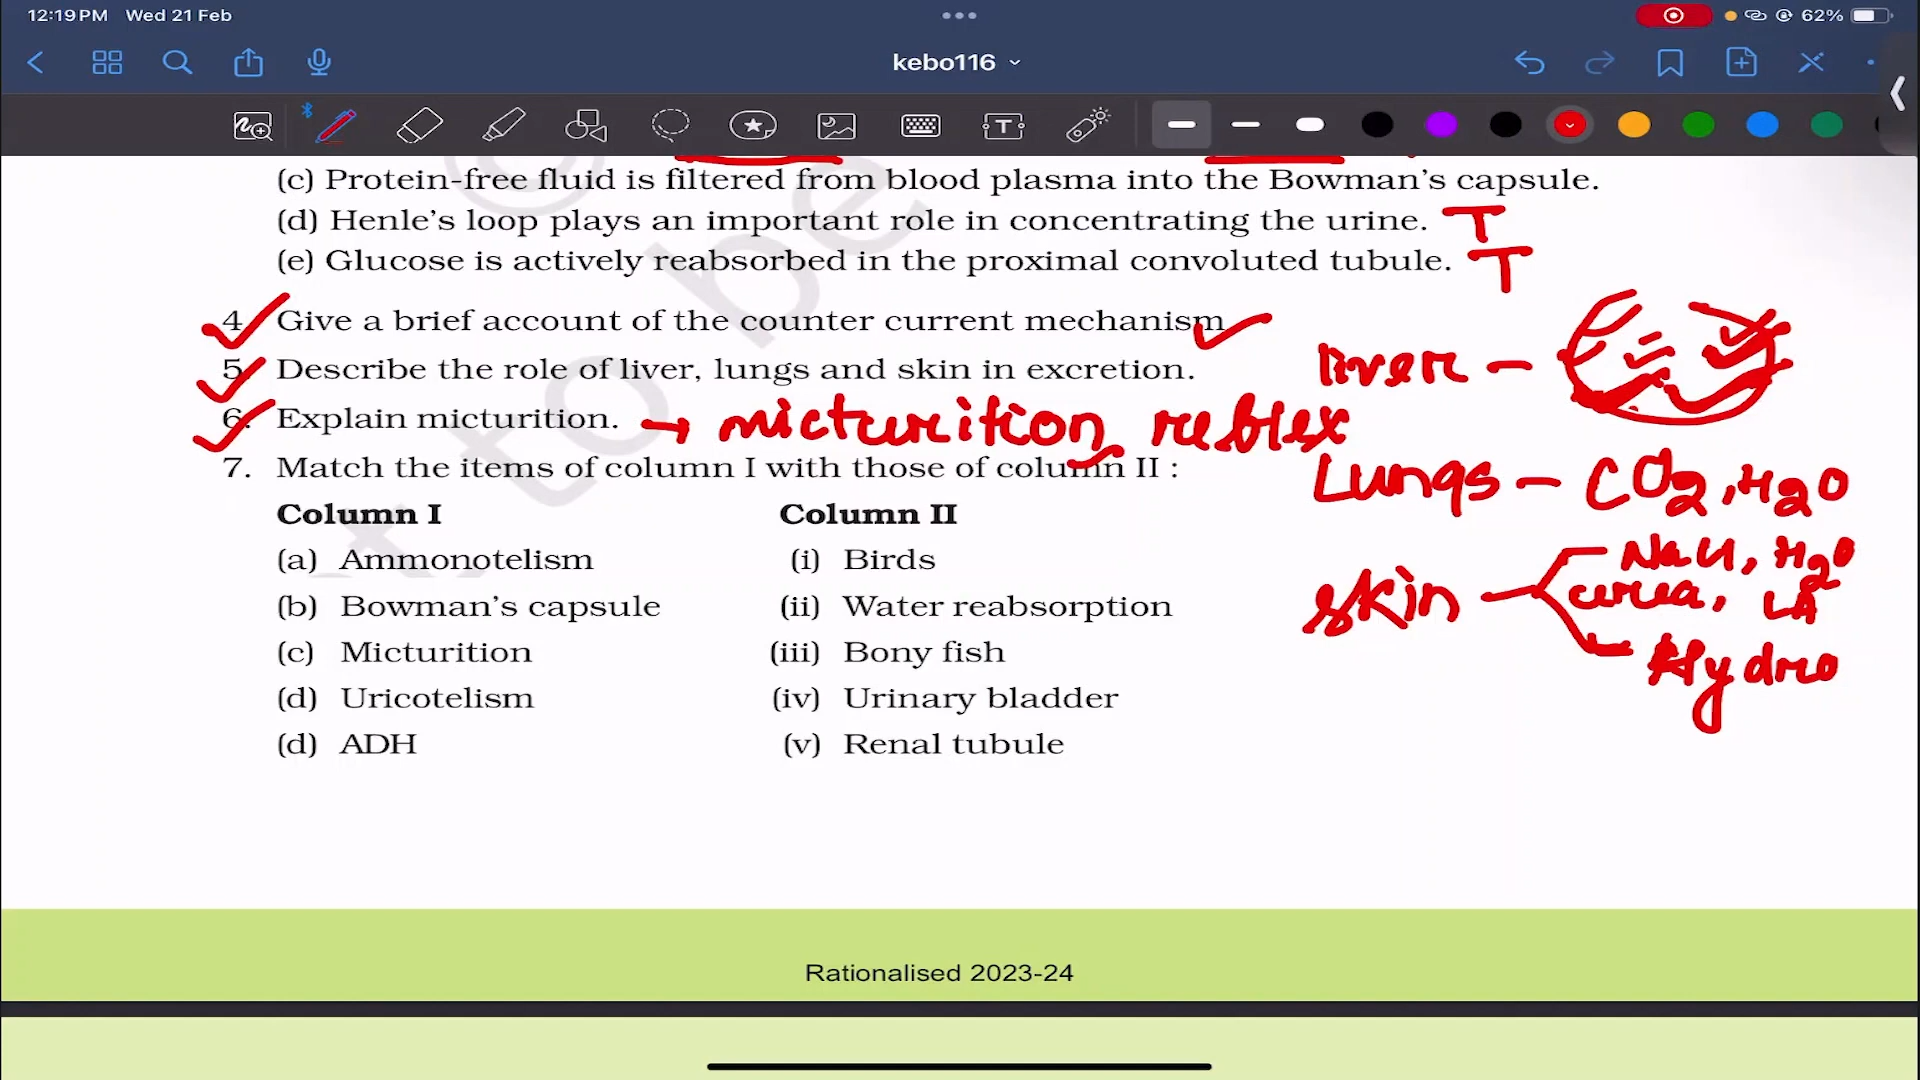 12:19 PM Wed 21 Feb
62%
kebo116
(c) Protein-free fluid is filtered from blood plasma into the Bowman's capsule.
(d) Henle's loop plays an important role in concentrating the urine. T
(e) Glucose is actively reabsorbed in the proximal convoluted tubule. T
4. Give a brief account of the counter current mechanism
5. Describe the role of liver, lungs and skin in excretion.
liver -
6. Explain micturition. → micturition reflex
7. Match the items of column I with those of column II :
Lungs - CO2, H2O
Column I Column II
(a) Ammonotelism (i) Birds
(b) Bowman's capsule (ii) Water reabsorption
(c) Micturition (iii) Bony fish
(d) Uricotelism (iv) Urinary bladder
(d) ADH (v) Renal tubule
skin - NaCl, H2O
urea, LA
Hydro
Rationalised 2023-24
to be